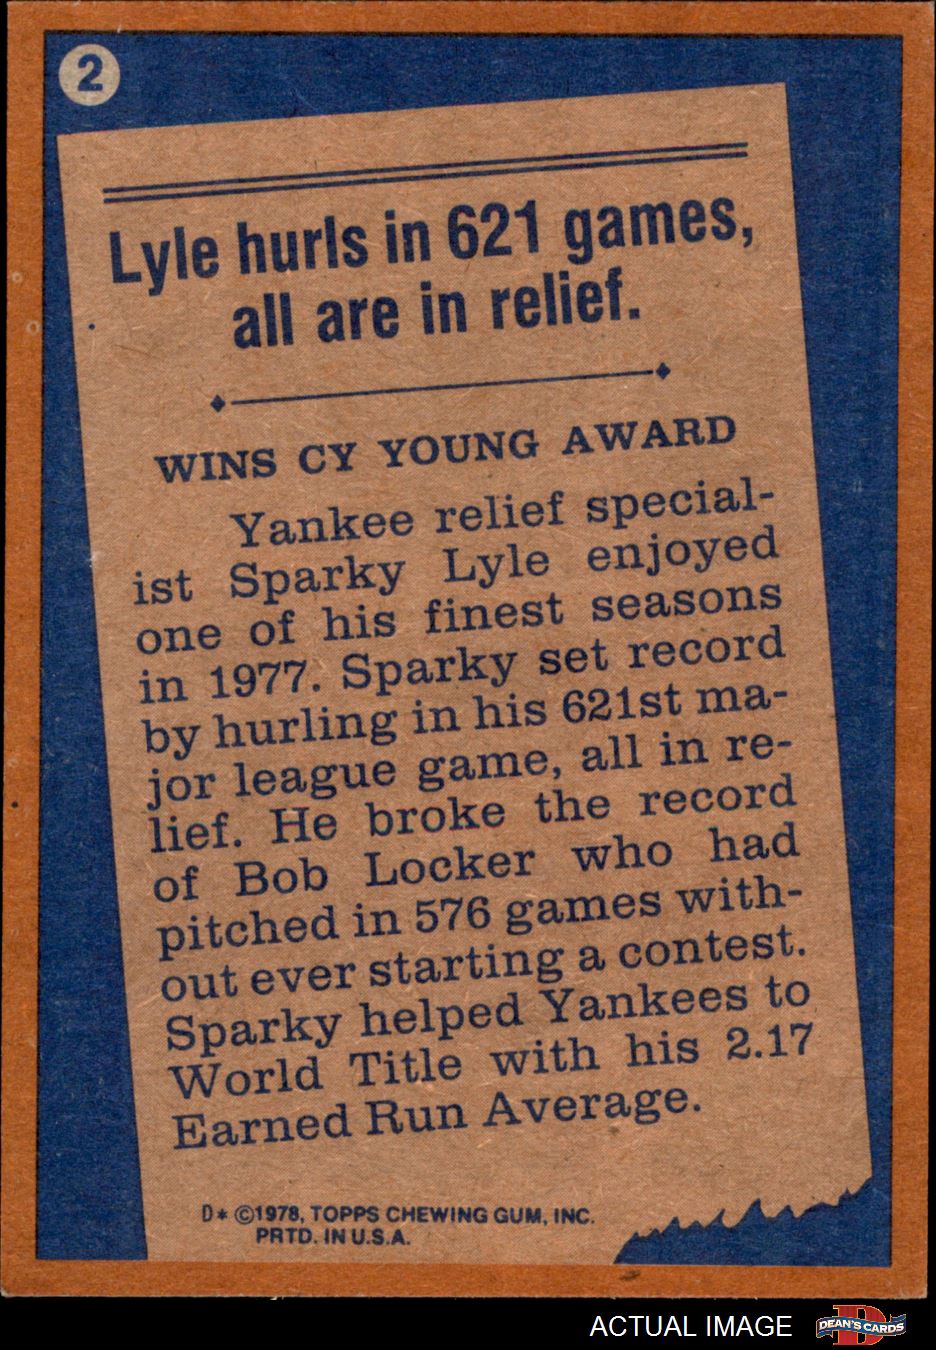 2
Lyle hurls in 621 games,
all are in relief.
WINS CY YOUNG AWARD
Yankee relief special-
ist Sparky Lyle enjoyed
one of his finest seasons
in 1977. Sparky set record
by hurling in his 621st ma-
jor league game, all in re-
lief. He broke the record
of Bob Locker who had
pitched in 576 games with-
out ever starting a contest.
Sparky helped Yankees to
World Title with his 2.17
Earned Run Average.
D* ©1978, TOPPS CHEWING GUM, INC.
PRTD. IN U.S.A.
ACTUAL IMAGE
D
DEAN'S CARDS